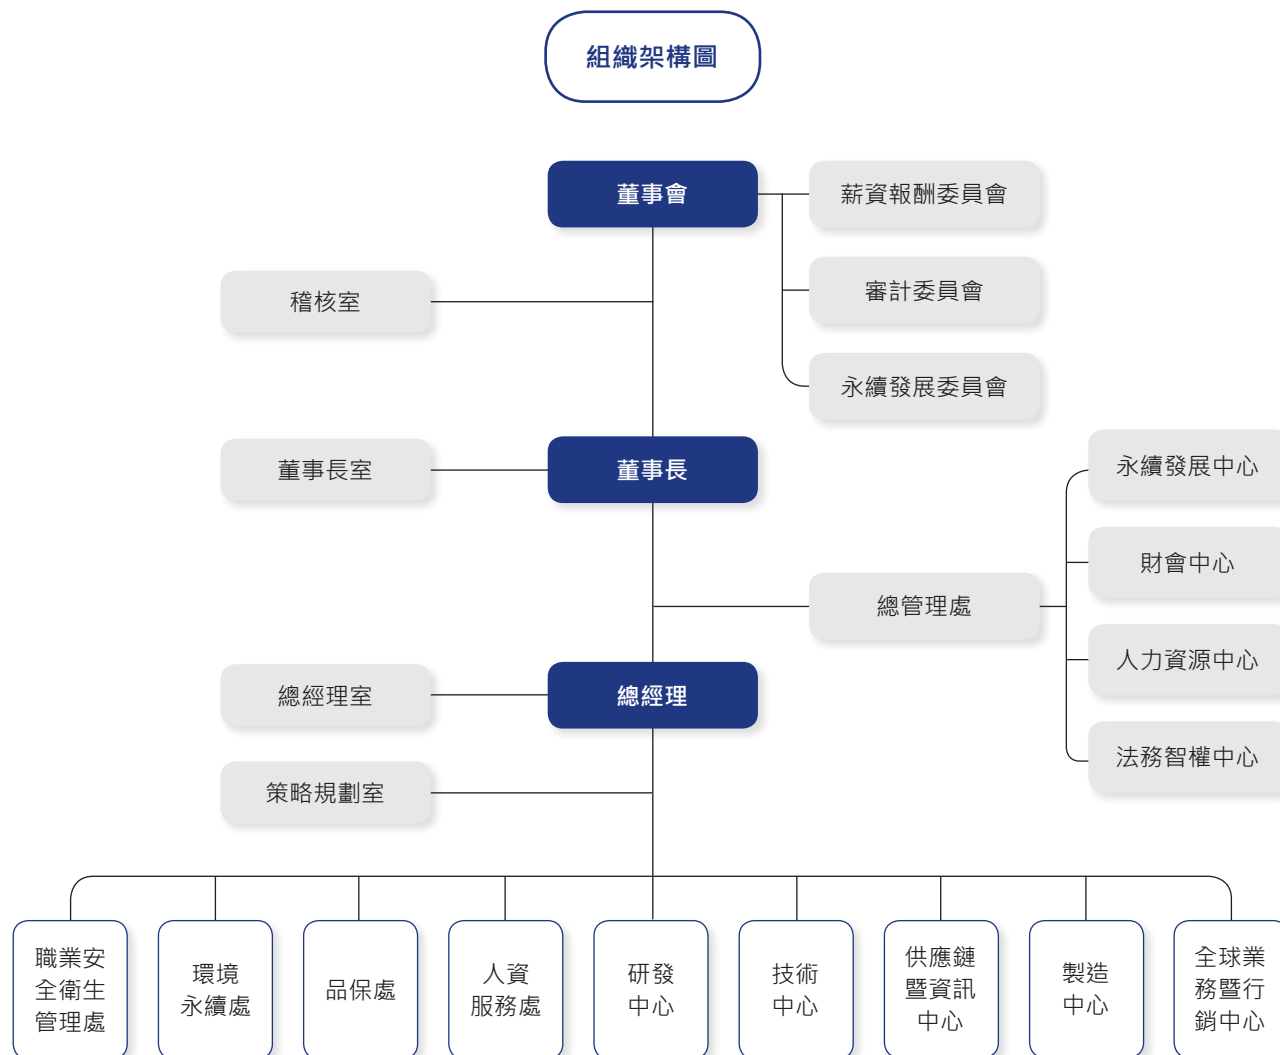 組織架構圖
董事會
薪資報酬委員會
稽核室
審計委員會
永續發展委員會
董事長室
董事長
永續發展中心
財會中心
總管理處
人力資源中心
總經理室
總經理
法務智權中心
策略規劃室
職業安
全衛生
管理處
環境
永續處
品保處
人資
服務處
研發
中心
技術
中心
供應鏈
暨資訊
中心
製造
中心
全球業
務暨行
銷中心